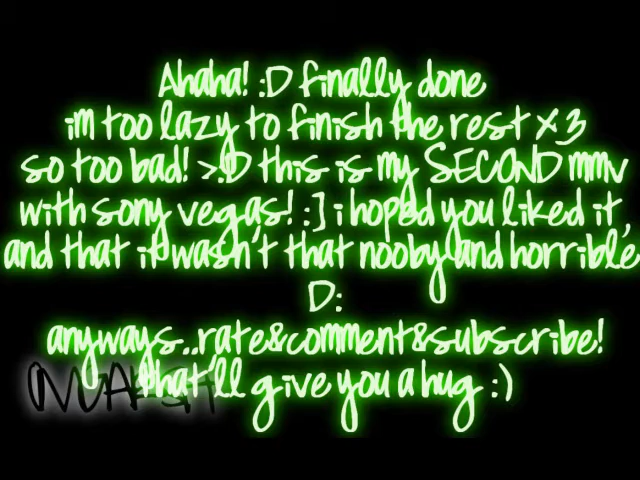 Ahaha! :D finally done
im too lazy to finish the rest x3
so too bad! >:D this is my SECOND mmv
with sony vegas! :] i hoped you liked it,
and that it wasn't that nooby and horrible
D:
anyways..rate&comment&subscribe!
that'll give you a hug :)